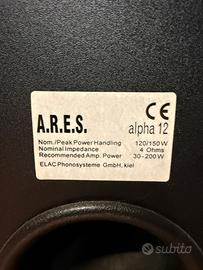 A.R.E.S.
CE
alpha 12
Nom./Peak Power Handling 120/150 W
Nominal Impedance 4 Ohms
Recommended Amp. Power 30-200 W
ELAC Phonosysteme GmbH, kiel
subito